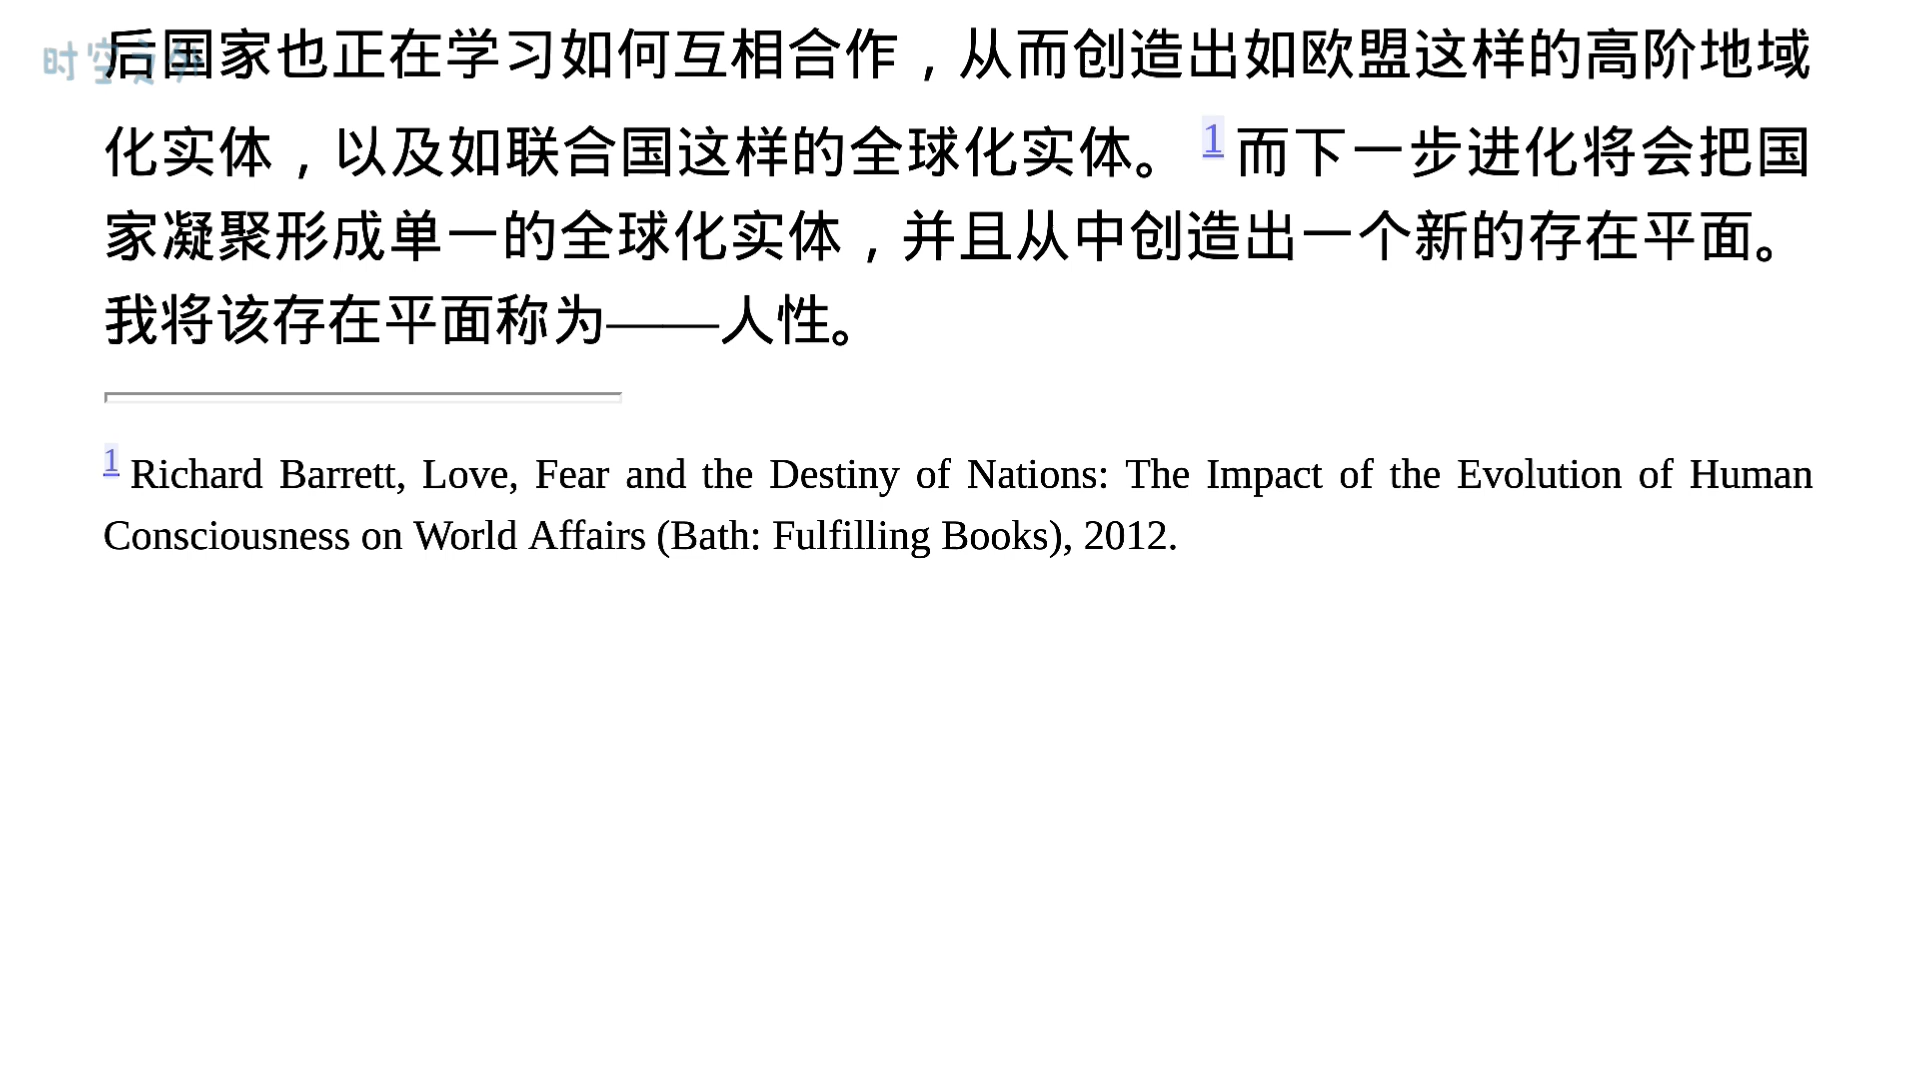 时空之外
后国家也正在学习如何互相合作，从而创造出如欧盟这样的高阶地域
化实体，以及如联合国这样的全球化实体。 1 而下一步进化将会把国
家凝聚形成单一的全球化实体，并且从中创造出一个新的存在平面。
我将该存在平面称为——人性。
1 Richard Barrett, Love, Fear and the Destiny of Nations: The Impact of the Evolution of Human
Consciousness on World Affairs (Bath: Fulfilling Books), 2012.